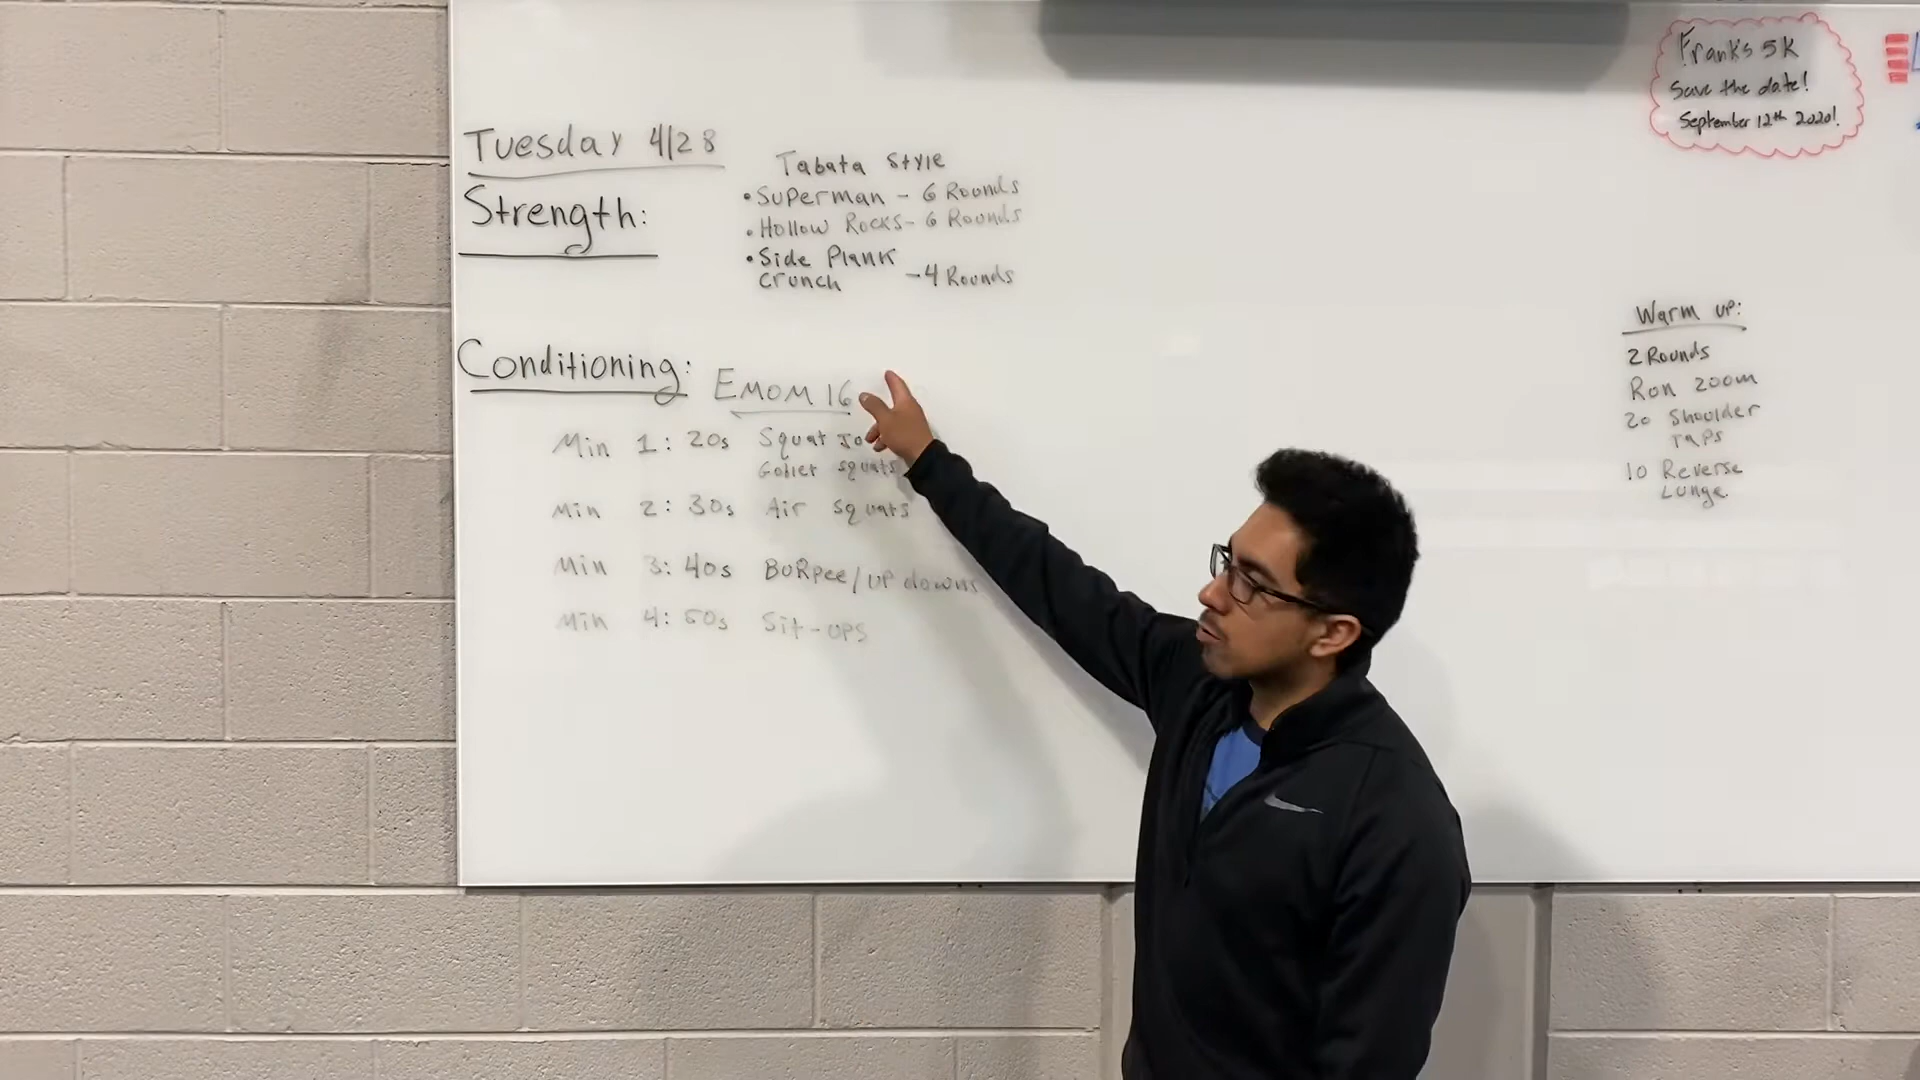 Tuesday 4/28
Strength:
Tabata Style
• Superman - 6 Rounds
• Hollow Rocks - 6 Rounds
• Side Plank
crunch - 4 Rounds
Conditioning:
EMOM 16
Min 1: 20s Squat
Goblet squats
Min 2: 30s Air squats
Min 3: 40s BURpee/up downs
Min 4: 50s Sit-ups
Frank's 5K
Save the date!
September 12th 2020!
Warm up:
2 Rounds
Run 200m
20 Shoulder
Taps
10 Reverse
Lunge